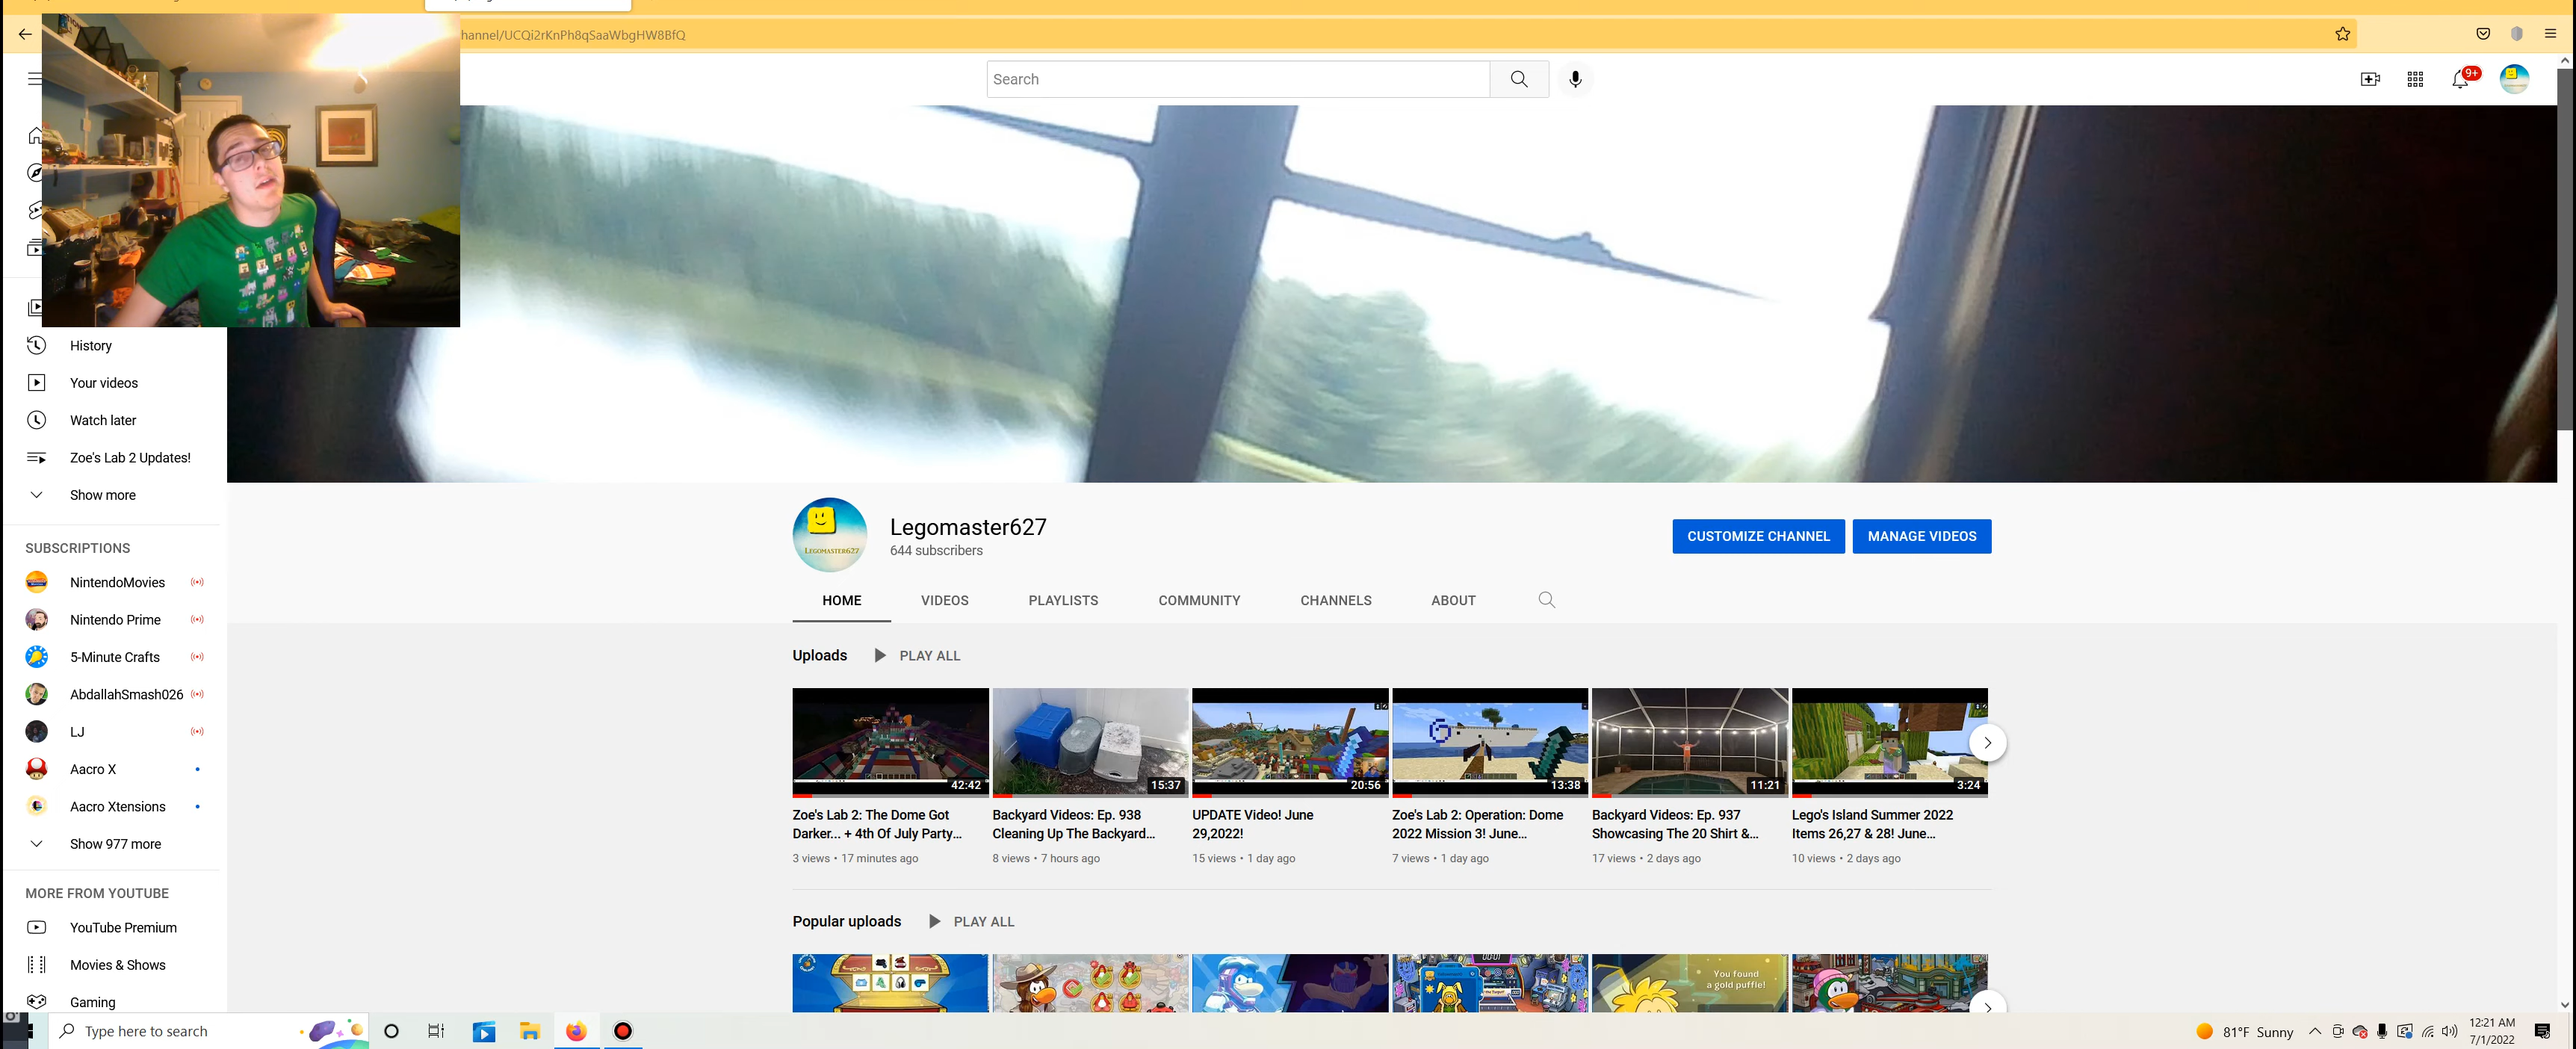 hannel/UCQi2rKnPh8qSaaWbgHW8BfQ
Search
9+
History
Your videos
Watch later
Zoe's Lab 2 Updates!
Show more
SUBSCRIPTIONS
NintendoMovies
Nintendo Prime
5-Minute Crafts
AbdallahSmash026
LJ
Aacro X
Aacro Xtensions
Show 977 more
MORE FROM YOUTUBE
YouTube Premium
Movies & Shows
Gaming
LEGOMASTER627
Legomaster627
644 subscribers
CUSTOMIZE CHANNEL
MANAGE VIDEOS
HOME VIDEOS PLAYLISTS COMMUNITY CHANNELS ABOUT
Uploads PLAY ALL
42:42
Zoe's Lab 2: The Dome Got
Darker... + 4th Of July Party...
3 views • 17 minutes ago
15:37
Backyard Videos: Ep. 938
Cleaning Up The Backyard...
8 views • 7 hours ago
20:56
UPDATE Video! June
29,2022!
15 views • 1 day ago
13:38
Zoe's Lab 2: Operation: Dome
2022 Mission 3! June...
7 views • 1 day ago
11:21
Backyard Videos: Ep. 937
Showcasing The 20 Shirt &...
17 views • 2 days ago
3:24
Lego's Island Summer 2022
Items 26,27 & 28! June...
10 views • 2 days ago
Popular uploads PLAY ALL
You found
a gold puffle!
Type here to search
81°F Sunny
12:21 AM
7/1/2022